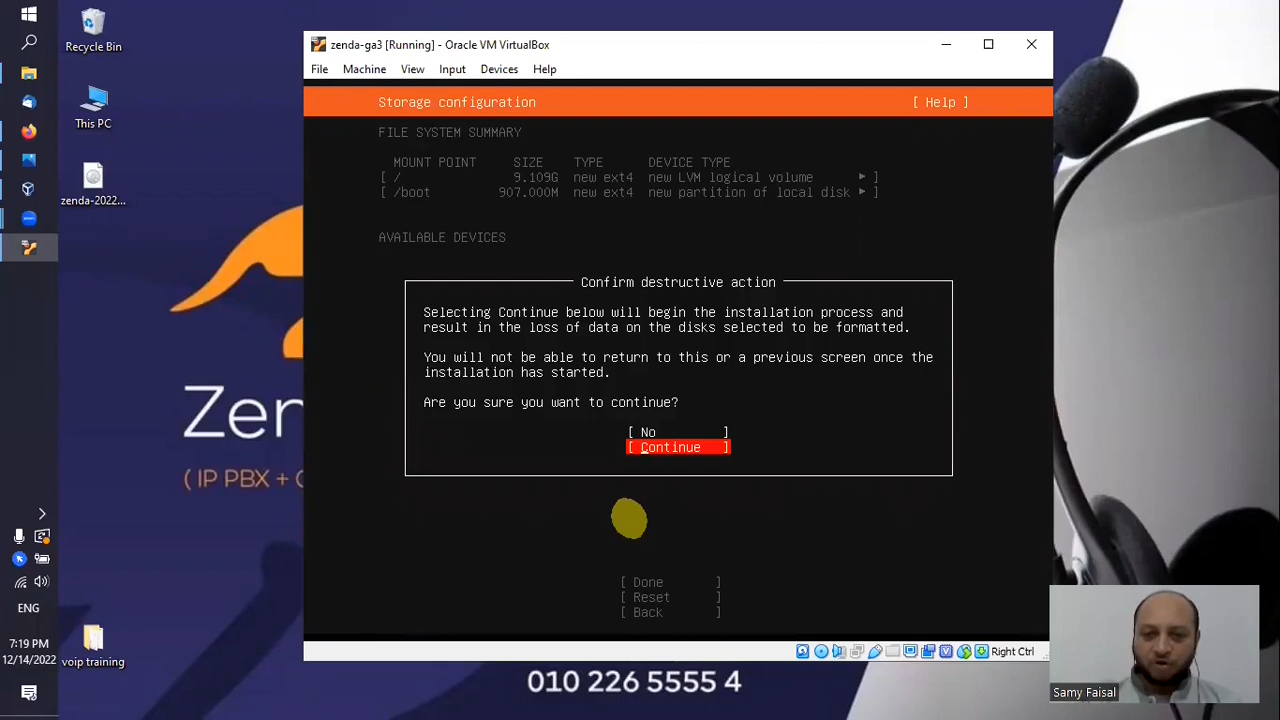 Recycle Bin
This PC
zenda-2022...
voip training
ENG
7:19 PM
12/14/2022
zenda-ga3 [Running] - Oracle VM VirtualBox
File Machine View Input Devices Help
Storage configuration [ Help ]
FILE SYSTEM SUMMARY
MOUNT POINT SIZE TYPE DEVICE TYPE
[ / 9.109G new ext4 new LVM logical volume ▸ ]
[ /boot 907.000M new ext4 new partition of local disk ▸ ]
AVAILABLE DEVICES
Confirm destructive action
Selecting Continue below will begin the installation process and
result in the loss of data on the disks selected to be formatted.
You will not be able to return to this or a previous screen once the
installation has started.
Are you sure you want to continue?
[ No ]
[ Continue ]
[ Done ]
[ Reset ]
[ Back ]
Right Ctrl
Zen
( IP PBX + C
010 226 5555 4
Samy Faisal